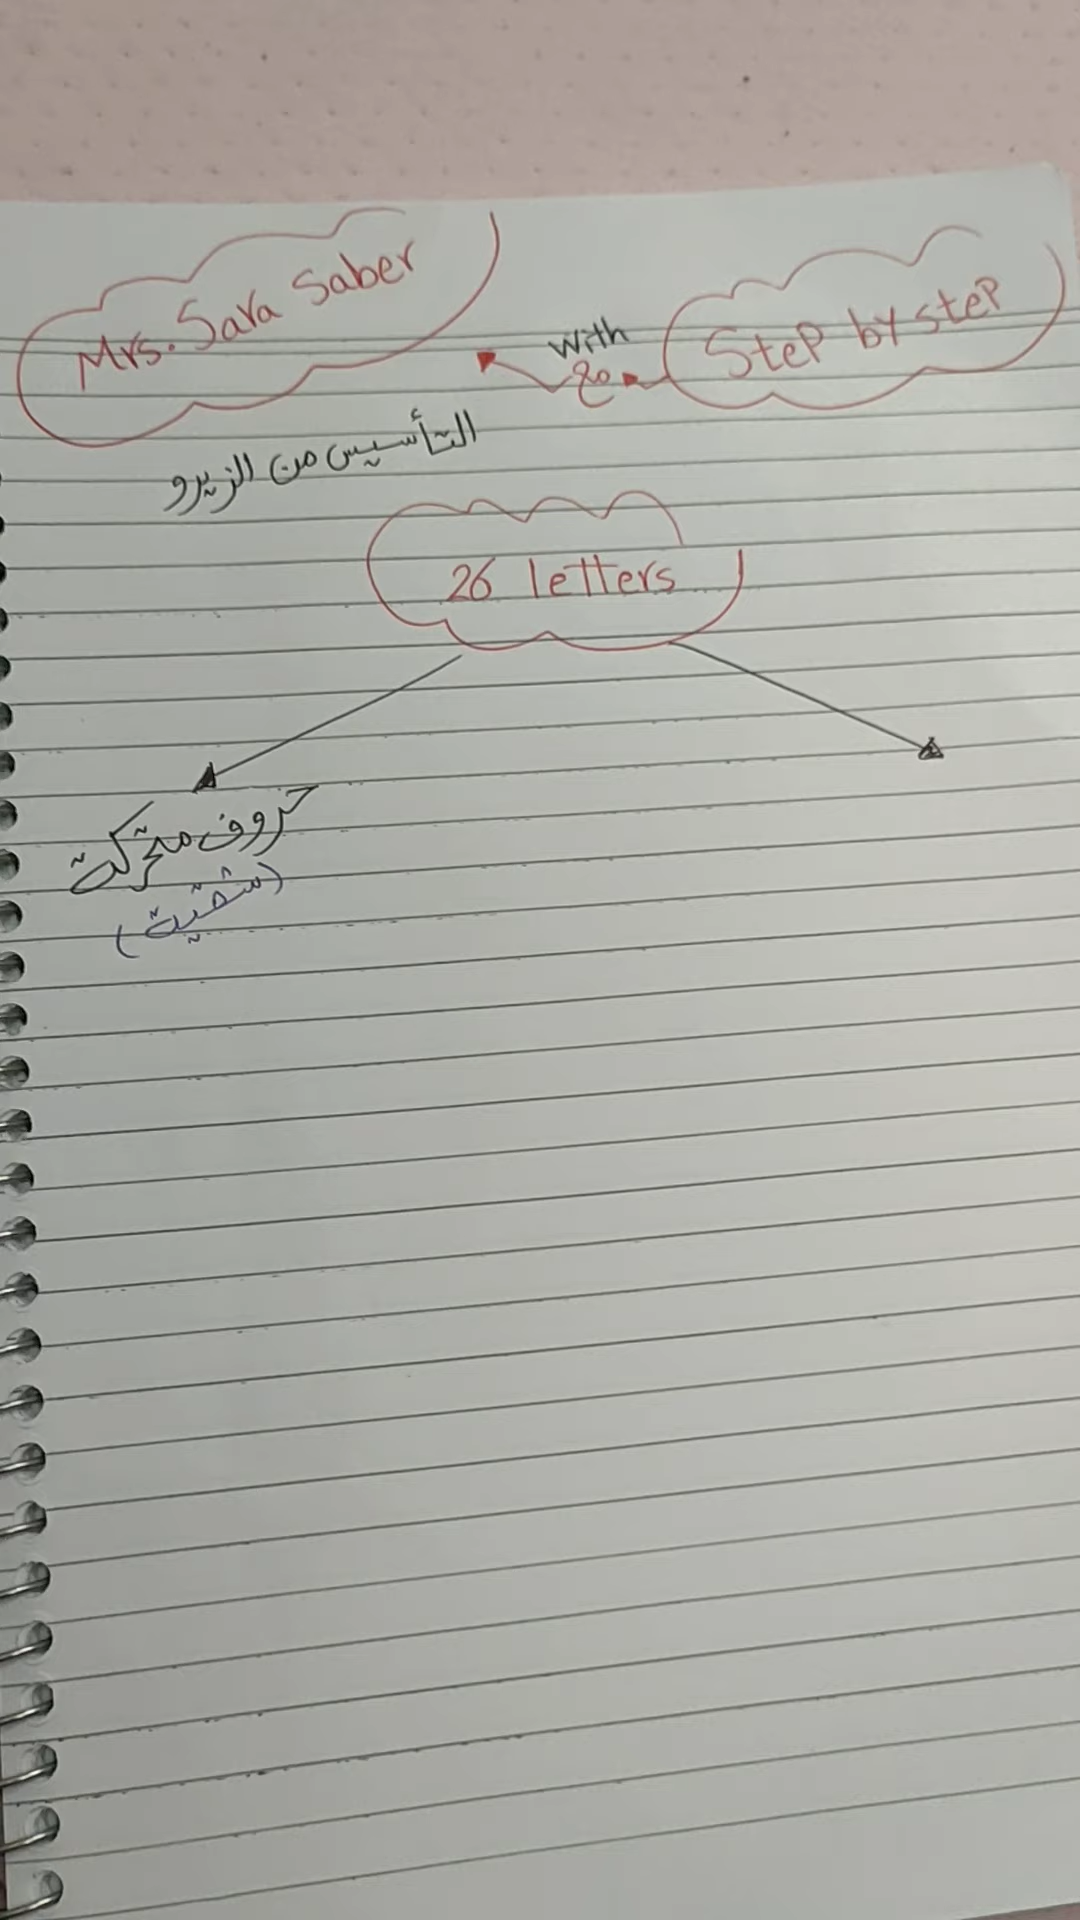 Mrs. Sara Saber
With
مع
Step by step
التأسيس من الزيرو
26 letters
حروف متحركة
(شقية)